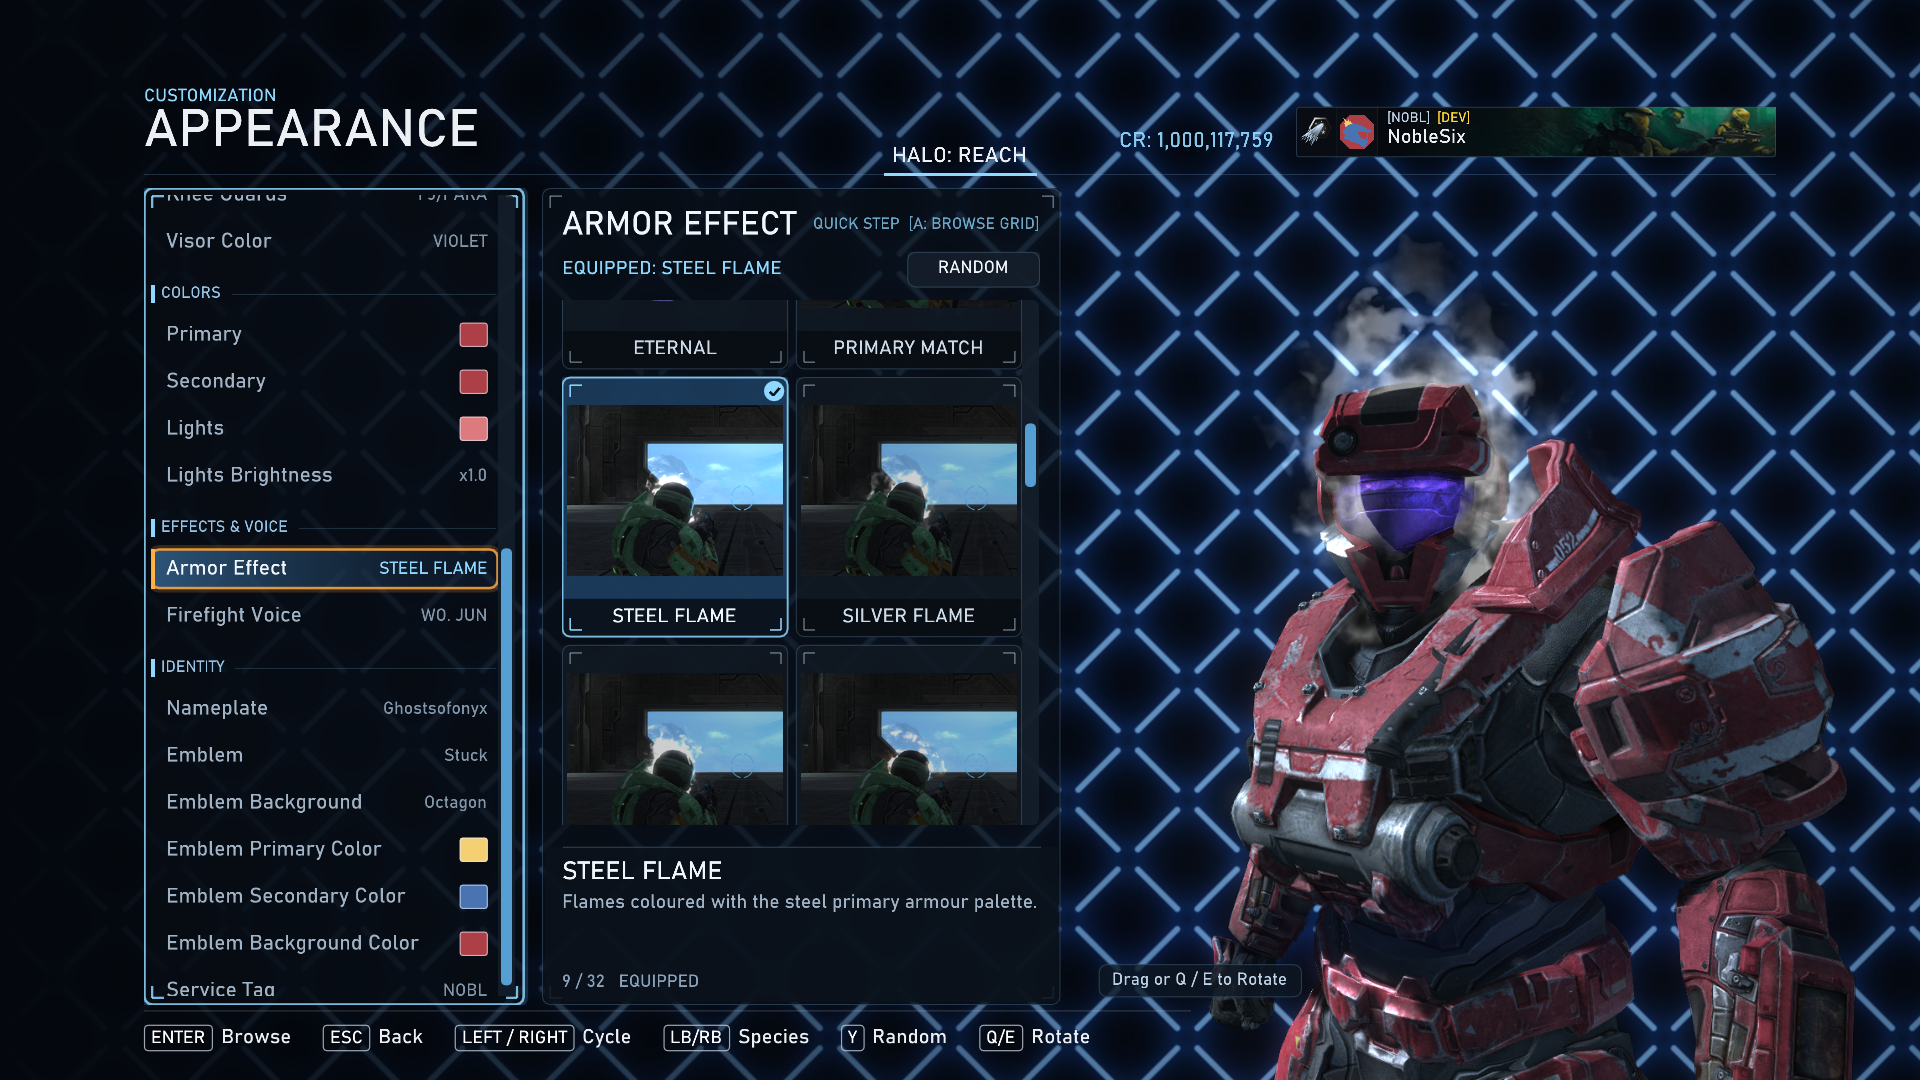 CUSTOMIZATION
APPEARANCE
HALO: REACH
CR: 1,000,117,759
[NOBL] [DEV]
NobleSix
Knee Guards
Visor Color VIOLET
COLORS
Primary
Secondary
Lights
Lights Brightness x1.0
EFFECTS & VOICE
Armor Effect STEEL FLAME
Firefight Voice WO. JUN
IDENTITY
Nameplate Ghostsofonyx
Emblem Stuck
Emblem Background Octagon
Emblem Primary Color
Emblem Secondary Color
Emblem Background Color
Service Tag NOBL
ARMOR EFFECT QUICK STEP [A: BROWSE GRID]
EQUIPPED: STEEL FLAME
RANDOM
ETERNAL
PRIMARY MATCH
STEEL FLAME
SILVER FLAME
STEEL FLAME
Flames coloured with the steel primary armour palette.
9 / 32 EQUIPPED
052
Drag or Q / E to Rotate
ENTER Browse ESC Back LEFT / RIGHT Cycle LB/RB Species Y Random Q/E Rotate